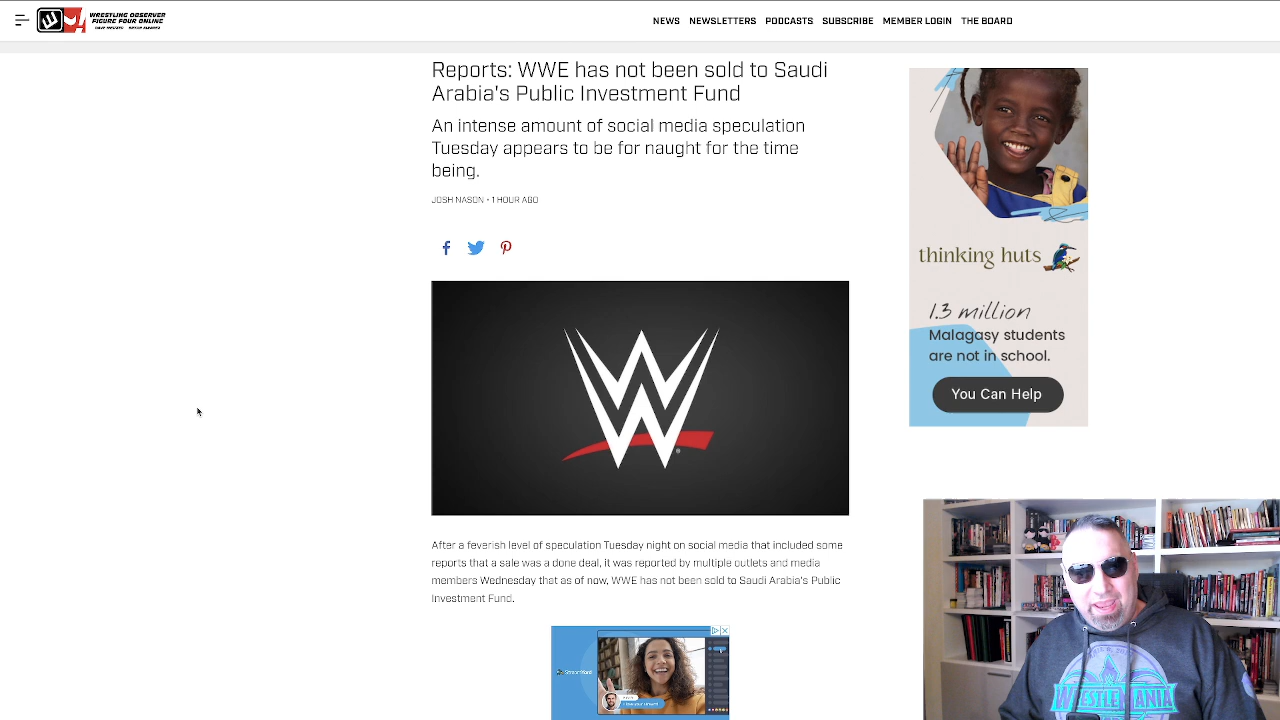 WRESTLING OBSERVER
FIGURE FOUR ONLINE
NEWS NEWSLETTERS PODCASTS SUBSCRIBE MEMBER LOGIN THE BOARD
Reports: WWE has not been sold to Saudi
Arabia's Public Investment Fund
An intense amount of social media speculation
Tuesday appears to be for naught for the time
being.
JOSH NASON • 1 HOUR AGO
After a feverish level of speculation Tuesday night on social media that included some
reports that a sale was a done deal, it was reported by multiple outlets and media
members Wednesday that as of now, WWE has not been sold to Saudi Arabia's Public
Investment Fund.
thinking huts
1.3 million
Malagasy students
are not in school.
You Can Help
WRESTLEMANIA